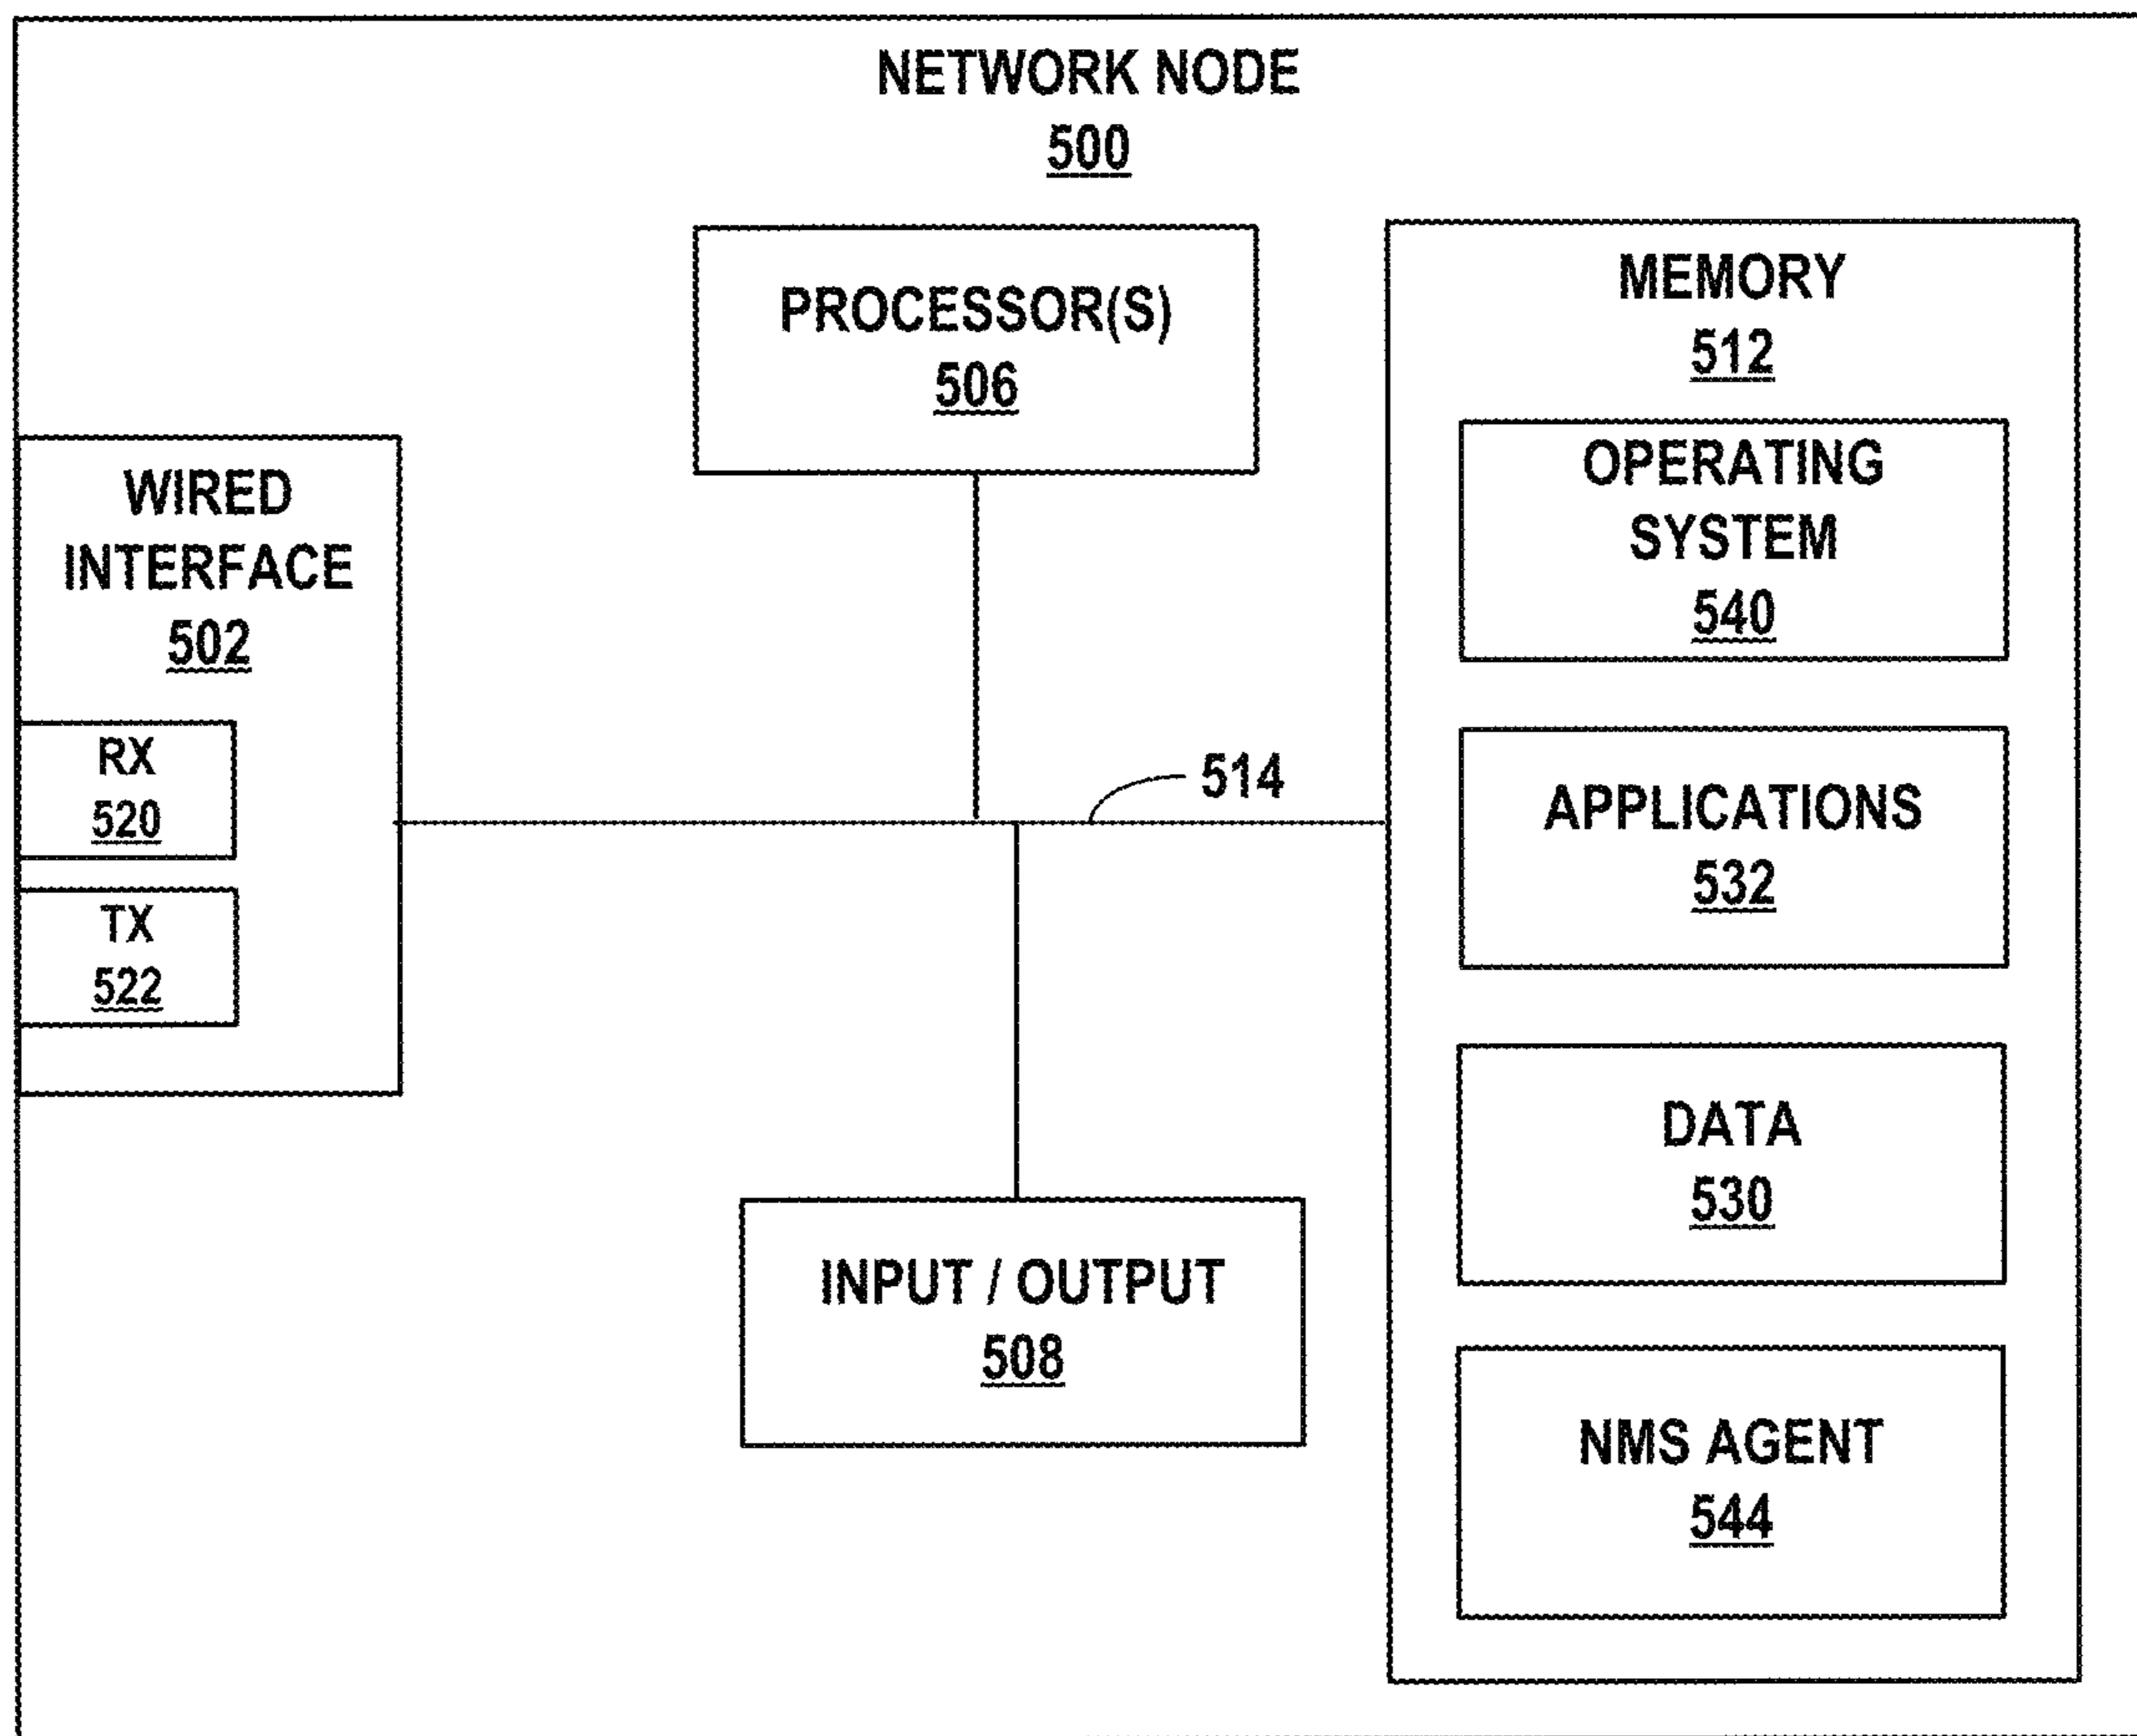 NETWORK NODE
500
PROCESSOR(S)
506
MEMORY
512
OPERATING
SYSTEM
540
WIRED
INTERFACE
502
RX
520
TX
522
514
APPLICATIONS
532
DATA
530
INPUT / OUTPUT
508
NMS AGENT
544